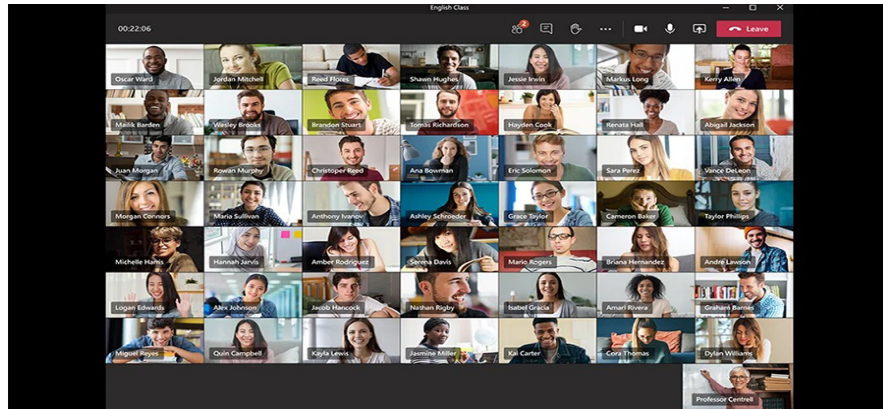 English Class
00:22:06
2
Leave
Oscar Ward
Jordan Mitchell
Reed Flores
Shawn Hughes
Jessie Irwin
Markus Long
Kerry Allen
Malik Barden
Wesley Brooks
Brandon Stuart
Tomas Richardson
Hayden Cook
Renata Hall
Abigail Jackson
Juan Morgan
Rowan Murphy
Christoper Reed
Ana Bowman
Eric Solomon
Sara Perez
Vance DeLeon
Morgan Connors
Maria Sullivan
Anthony Ivanov
Ashley Schroeder
Grace Taylor
Cameron Baker
Taylor Phillips
Michelle Harris
Hannah Jarvis
Amber Rodriguez
Serena Davis
Mario Rogers
Briana Hernandez
Andre Lawson
Logan Edwards
Alex Johnson
Jacob Hancock
Nathan Rigby
Isabel Gracia
Amari Rivera
Graham Barnes
Miguel Reyes
Quin Campbell
Kayla Lewis
Jasmine Miller
Kai Carter
Cora Thomas
Dylan Williams
Professor Centrell